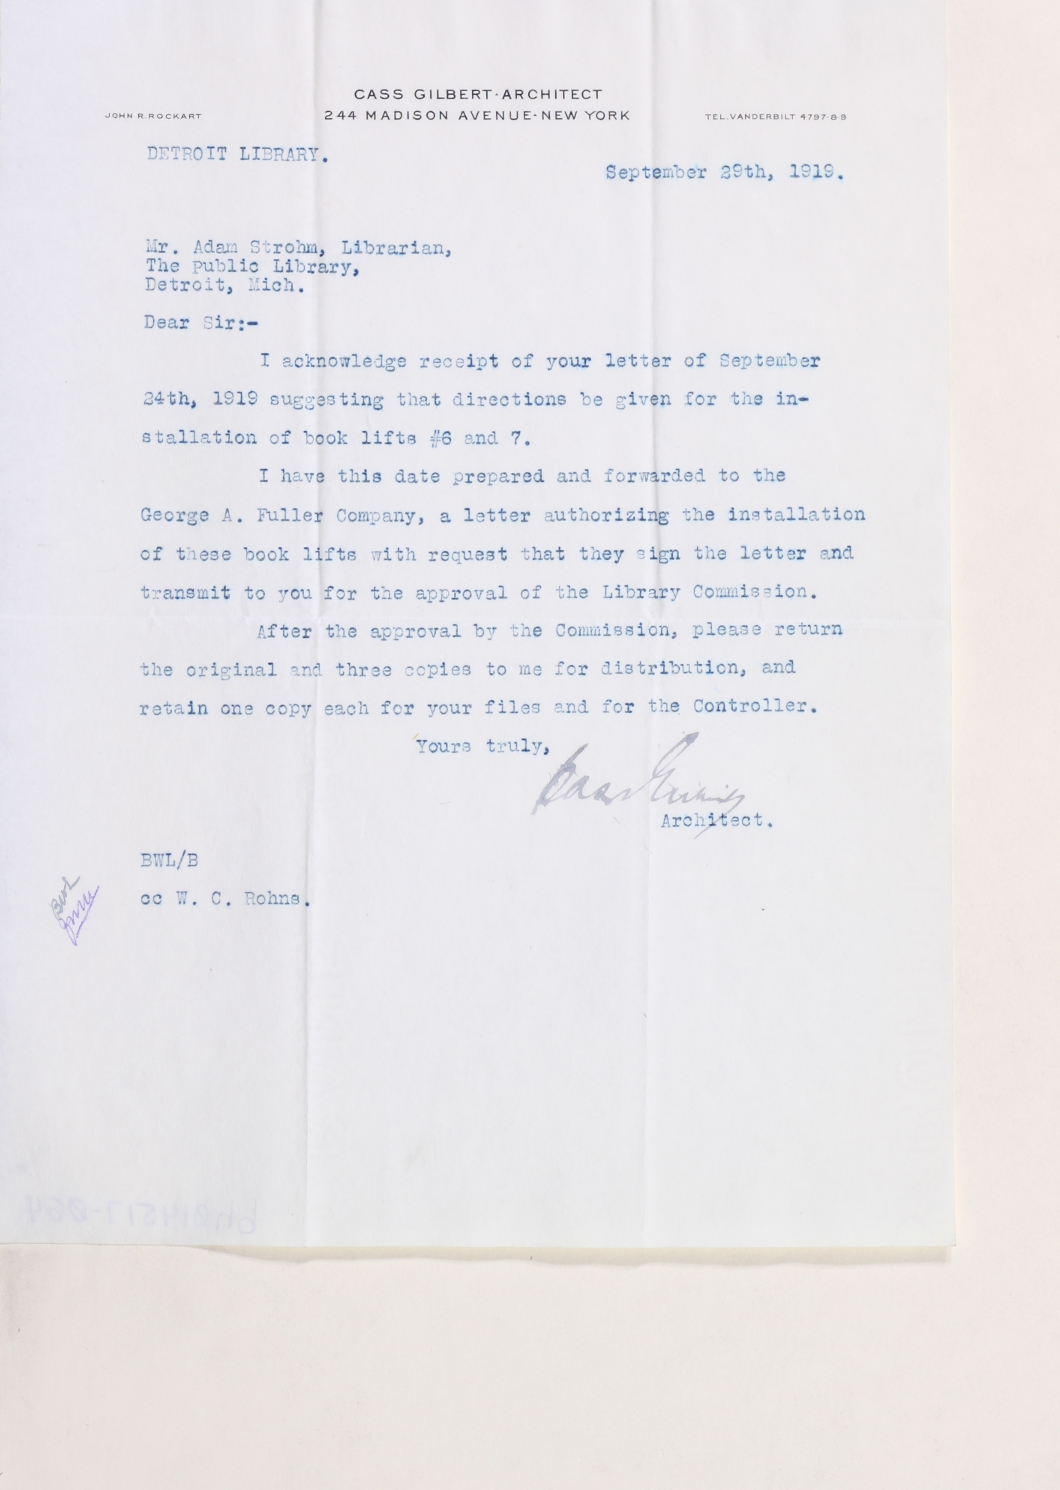 CASS GILBERT·ARCHITECT
JOHN R. ROCKART
244 MADISON AVENUE·NEW YORK
TEL. VANDERBILT 4797-8-9
DETROIT LIBRARY.
September 29th, 1919.
Mr. Adam Strohm, Librarian,
The Public Library,
Detroit, Mich.
Dear Sir:-
I acknowledge receipt of your letter of September
24th, 1919 suggesting that directions be given for the in-
stallation of book lifts #6 and 7.
I have this date prepared and forwarded to the
George A. Fuller Company, a letter authorizing the installation
of these book lifts with request that they sign the letter and
transmit to you for the approval of the Library Commission.
After the approval by the Commission, please return
the original and three copies to me for distribution, and
retain one copy each for your files and for the Controller.
Yours truly,
Cass Gilbert
Architect.
BWL/B
cc W. C. Rohns.
BWL